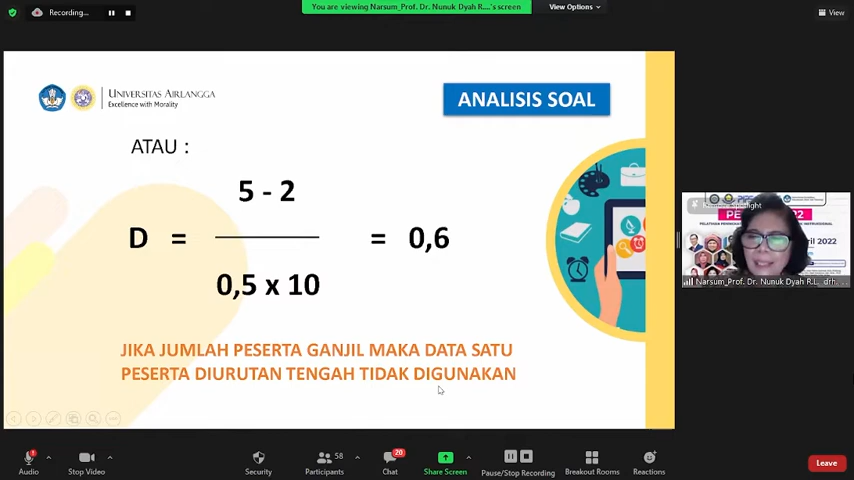 Recording...
You are viewing Narsum_Prof. Dr. Nunuk Dyah R....'s screen
View Options
View
UNIVERSITAS AIRLANGGA
Excellence with Morality
ANALISIS SOAL
ATAU :
5 - 2
D = = 0,6
0,5 x 10
JIKA JUMLAH PESERTA GANJIL MAKA DATA SATU
PESERTA DIURUTAN TENGAH TIDAK DIGUNAKAN
2022
Narsum_Prof. Dr. Nunuk Dyah R.L., drh...
Audio
Stop Video
Security
Participants
58
Chat
20
Share Screen
Pause/Stop Recording
Breakout Rooms
Reactions
Leave